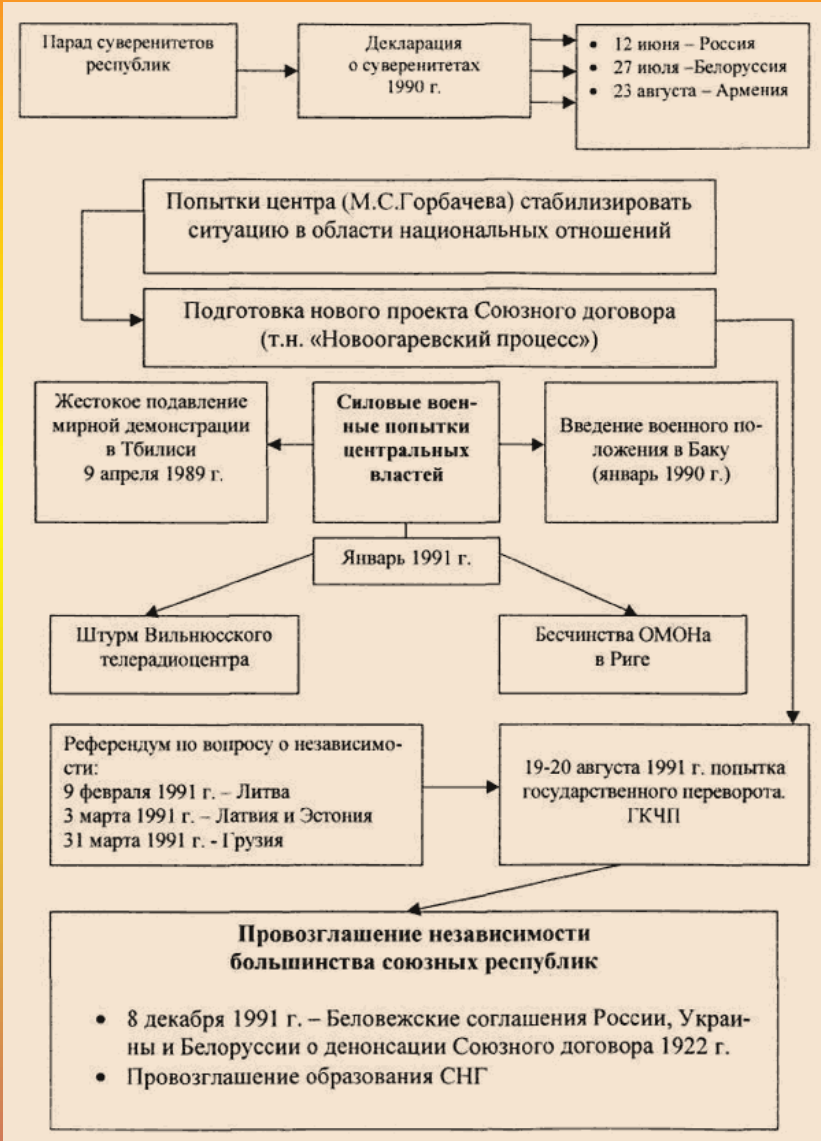 Парад суверенитетов
республик
Декларация
о суверенитетах
1990 г.
• 12 июня – Россия
• 27 июля –Белоруссия
• 23 августа – Армения
Попытки центра (М.С.Горбачева) стабилизировать
ситуацию в области национальных отношений
Подготовка нового проекта Союзного договора
(т.н. «Новоогаревский процесс»)
Жестокое подавление
мирной демонстрации
в Тбилиси
9 апреля 1989 г.
Силовые воен-
ные попытки
центральных
властей
Введение военного по-
ложения в Баку
(январь 1990 г.)
Январь 1991 г.
Штурм Вильнюсского
телерадиоцентра
Бесчинства ОМОНа
в Риге
Референдум по вопросу о независимо-
сти:
9 февраля 1991 г. – Литва
3 марта 1991 г. – Латвия и Эстония
31 марта 1991 г. - Грузия
19-20 августа 1991 г. попытка
государственного переворота.
ГКЧП
Провозглашение независимости
большинства союзных республик
• 8 декабря 1991 г. – Беловежские соглашения России, Украи-
ны и Белоруссии о денонсации Союзного договора 1922 г.
• Провозглашение образования СНГ